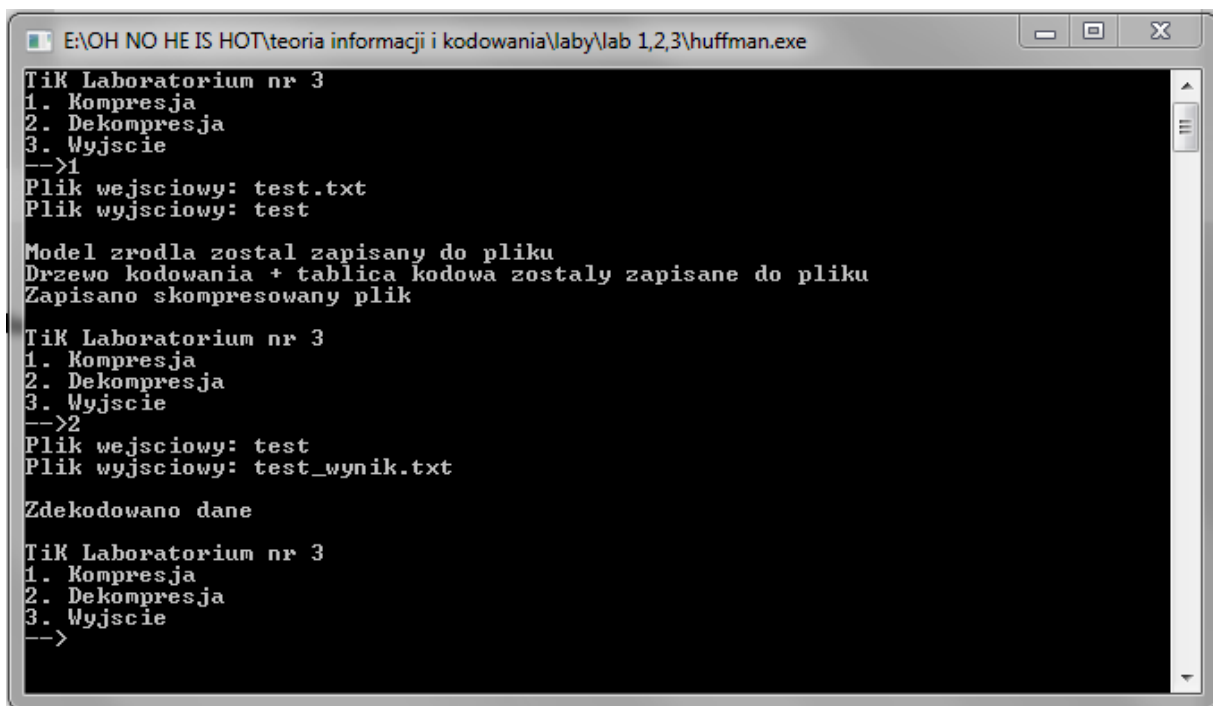 E:\OH NO HE IS HOT\teoria informacji i kodowania\laby\lab 1,2,3\huffman.exe
TiK Laboratorium nr 3
1. Kompresja
2. Dekompresja
3. Wyjscie
-->1
Plik wejsciowy: test.txt
Plik wyjsciowy: test
Model zrodla zostal zapisany do pliku
Drzewo kodowania + tablica kodowa zostaly zapisane do pliku
Zapisano skompresowany plik
TiK Laboratorium nr 3
1. Kompresja
2. Dekompresja
3. Wyjscie
-->2
Plik wejsciowy: test
Plik wyjsciowy: test_wynik.txt
Zdekodowano dane
TiK Laboratorium nr 3
1. Kompresja
2. Dekompresja
3. Wyjscie
-->